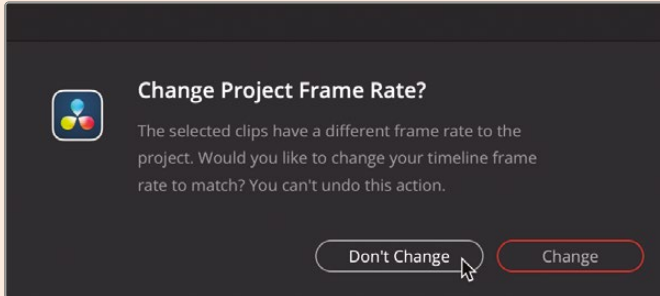 Change Project Frame Rate?
The selected clips have a different frame rate to the
project. Would you like to change your timeline frame
rate to match? You can't undo this action.
Don't Change
Change